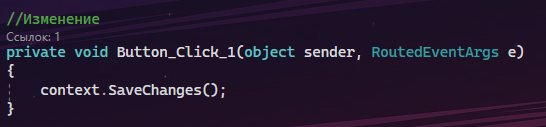 //Изменение
Ссылок: 1
private void Button_Click_1(object sender, RoutedEventArgs e)
{
context.SaveChanges();
}